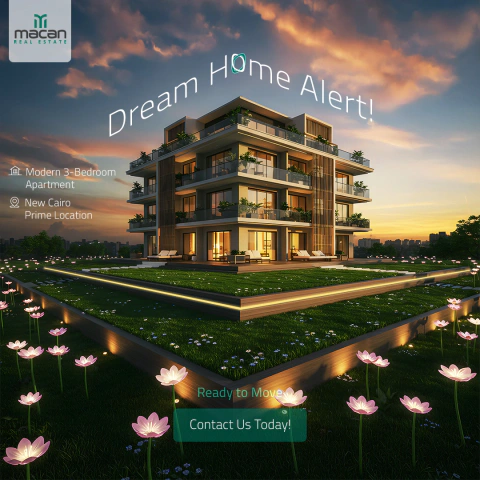 macan
REAL ESTATE
Dream Home Alert!
Modern 3-Bedroom
Apartment
New Cairo
Prime Location
Ready to Move
Contact Us Today!